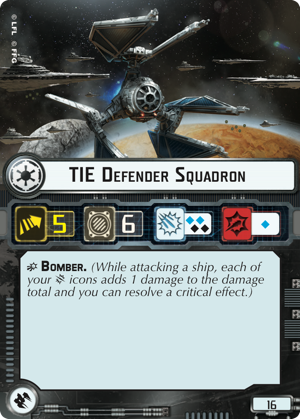 © LFL © FFG
TIE DEFENDER SQUADRON
5 6
BOMBER. (While attacking a ship, each of
your icons adds 1 damage to the damage
total and you can resolve a critical effect.)
16